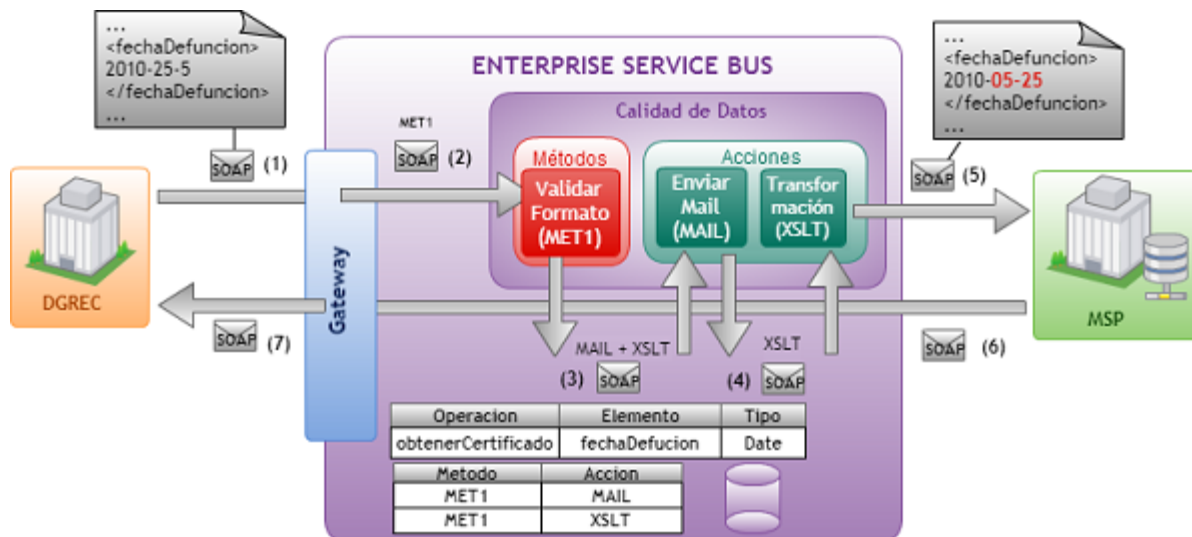 ...
<fechaDefuncion>
2010-25-5
</fechaDefuncion>
...
SOAP (1)
DGREC
Gateway
ENTERPRISE SERVICE BUS
MET1
SOAP (2)
Calidad de Datos
Métodos
Validar
Formato
(MET1)
Acciones
Enviar
Mail
(MAIL)
Transfor
mación
(XSLT)
...
<fechaDefuncion>
2010-05-25
</fechaDefuncion>
...
SOAP (5)
MSP
SOAP (7)
SOAP (6)
MAIL + XSLT
(3) SOAP
XSLT
(4) SOAP
Operacion Elemento Tipo
obtenerCertificado fechaDefucion Date
Metodo Accion
MET1 MAIL
MET1 XSLT